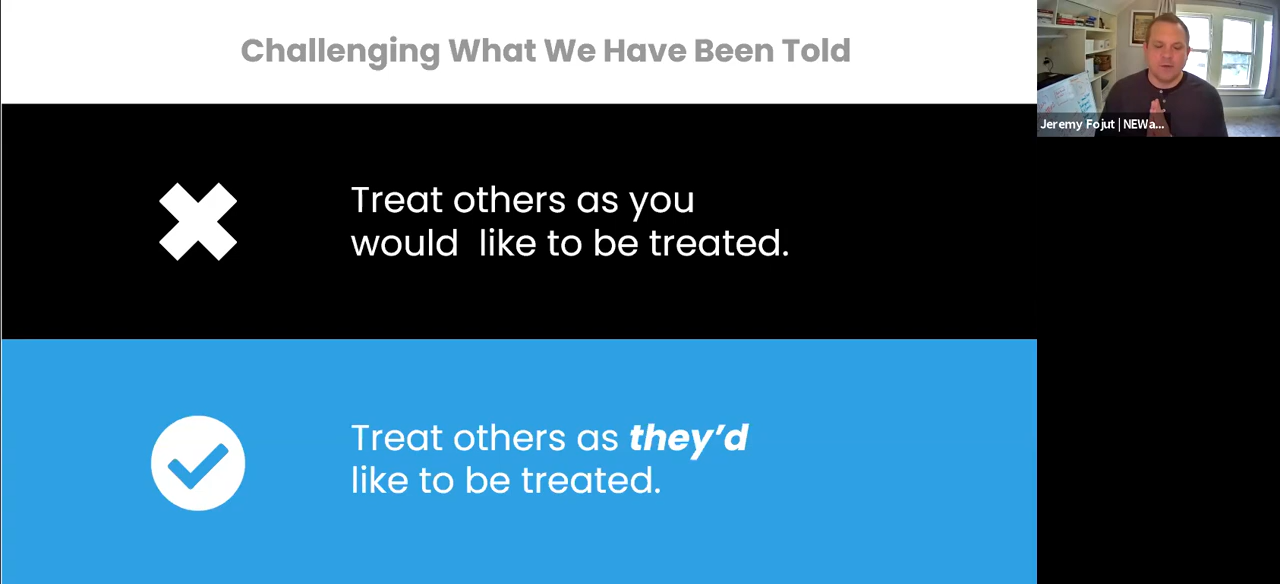 Challenging What We Have Been Told
Treat others as you
would like to be treated.
Treat others as they'd
like to be treated.
Jeremy Fojut | NEWa...